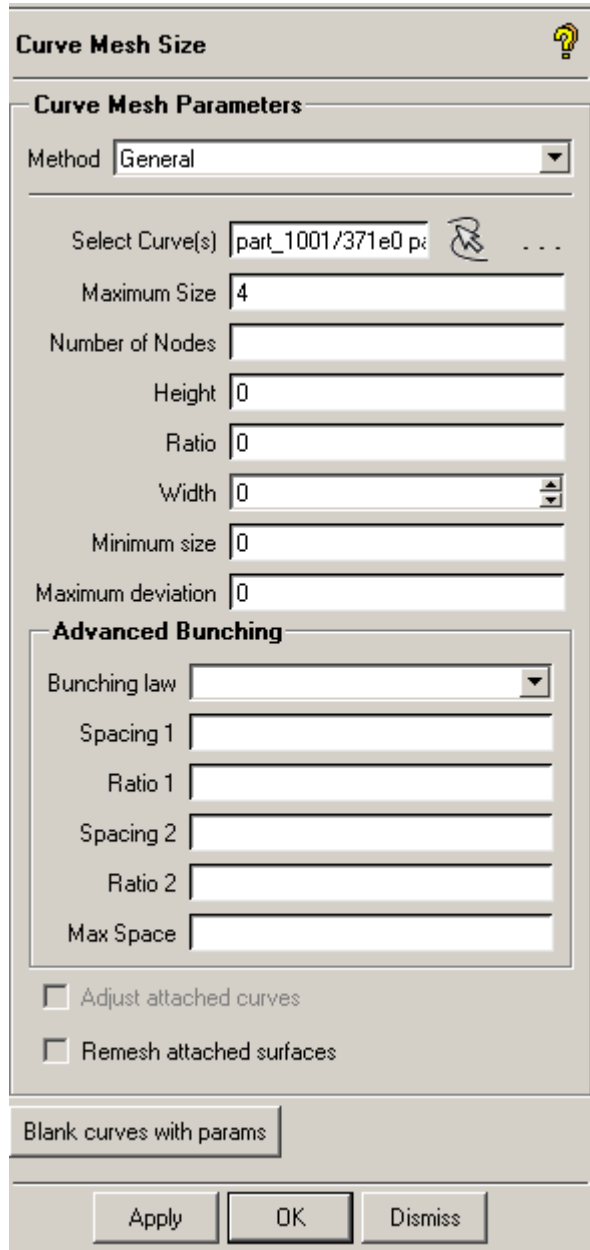 Curve Mesh Size
Curve Mesh Parameters
Method General
Select Curve(s) part_1001/371e0 pa ...
Maximum Size 4
Number of Nodes
Height 0
Ratio 0
Width 0
Minimum size 0
Maximum deviation 0
Advanced Bunching
Bunching law
Spacing 1
Ratio 1
Spacing 2
Ratio 2
Max Space
Adjust attached curves
Remesh attached surfaces
Blank curves with params
Apply OK Dismiss